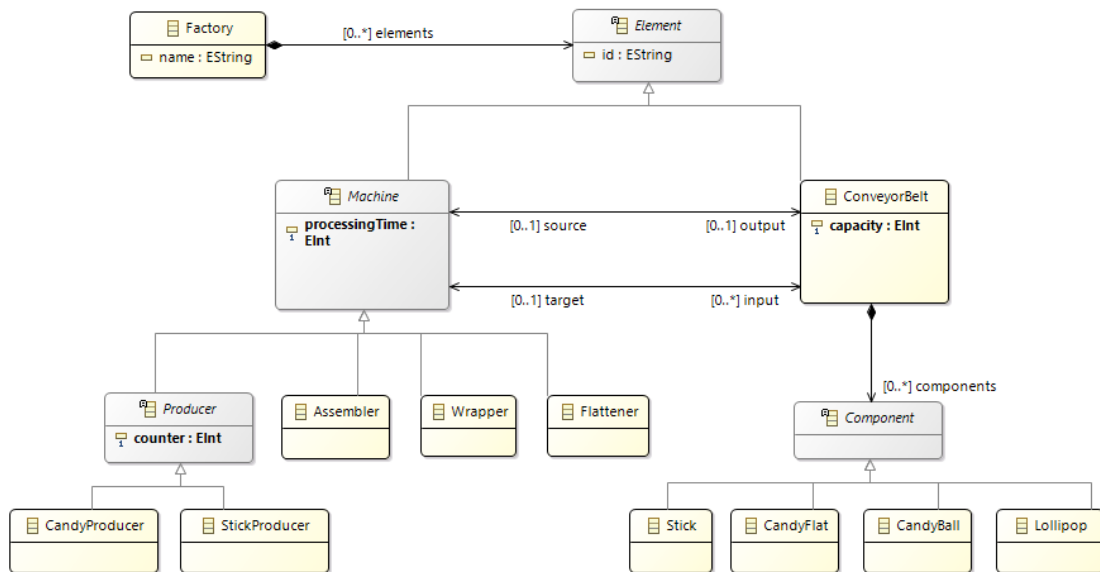 Factory
name : EString
[0..*] elements
Element
id : EString
Machine
processingTime :
EInt
[0..1] source
[0..1] output
[0..1] target
[0..*] input
ConveyorBelt
capacity : EInt
[0..*] components
Producer
counter : EInt
Assembler
Wrapper
Flattener
Component
CandyProducer
StickProducer
Stick
CandyFlat
CandyBall
Lollipop